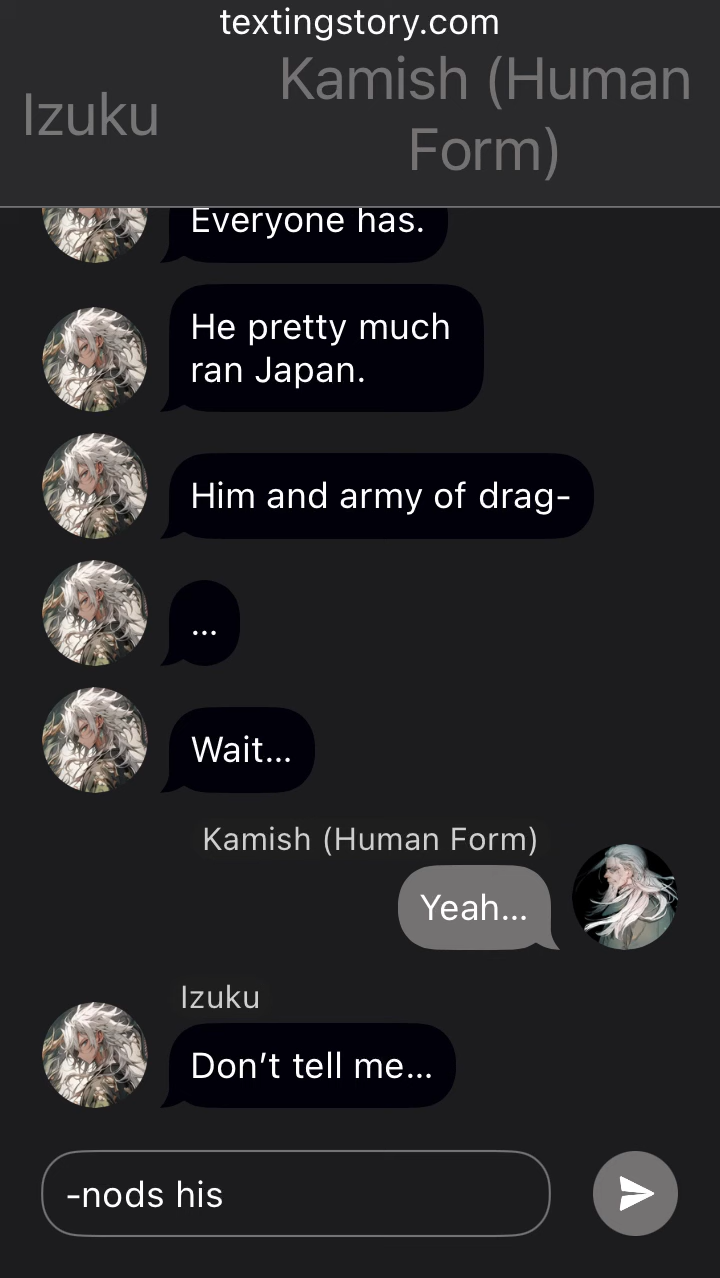 textingstory.com
Izuku
Kamish (Human
Form)
Everyone has.
He pretty much
ran Japan.
Him and army of drag-
...
Wait...
Kamish (Human Form)
Yeah...
Izuku
Don’t tell me...
-nods his